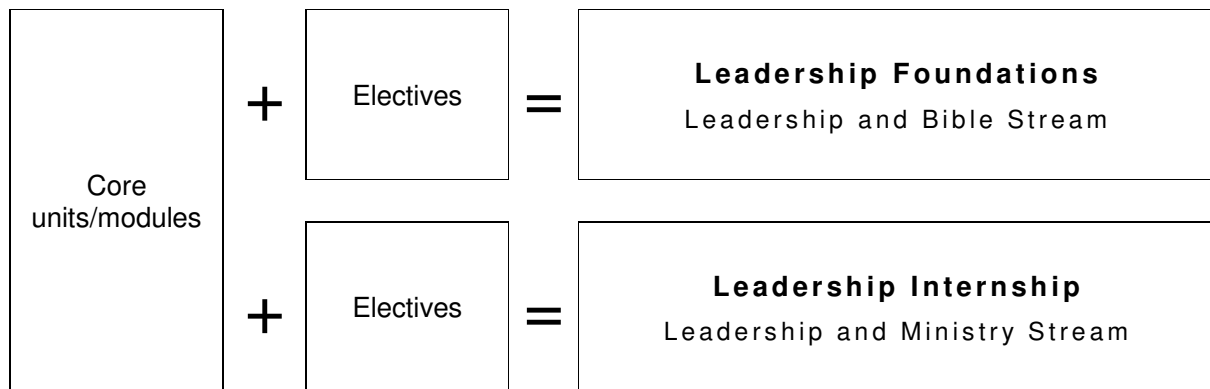 Core
units/modules
+
Electives
=
Leadership Foundations
Leadership and Bible Stream
+
Electives
=
Leadership Internship
Leadership and Ministry Stream